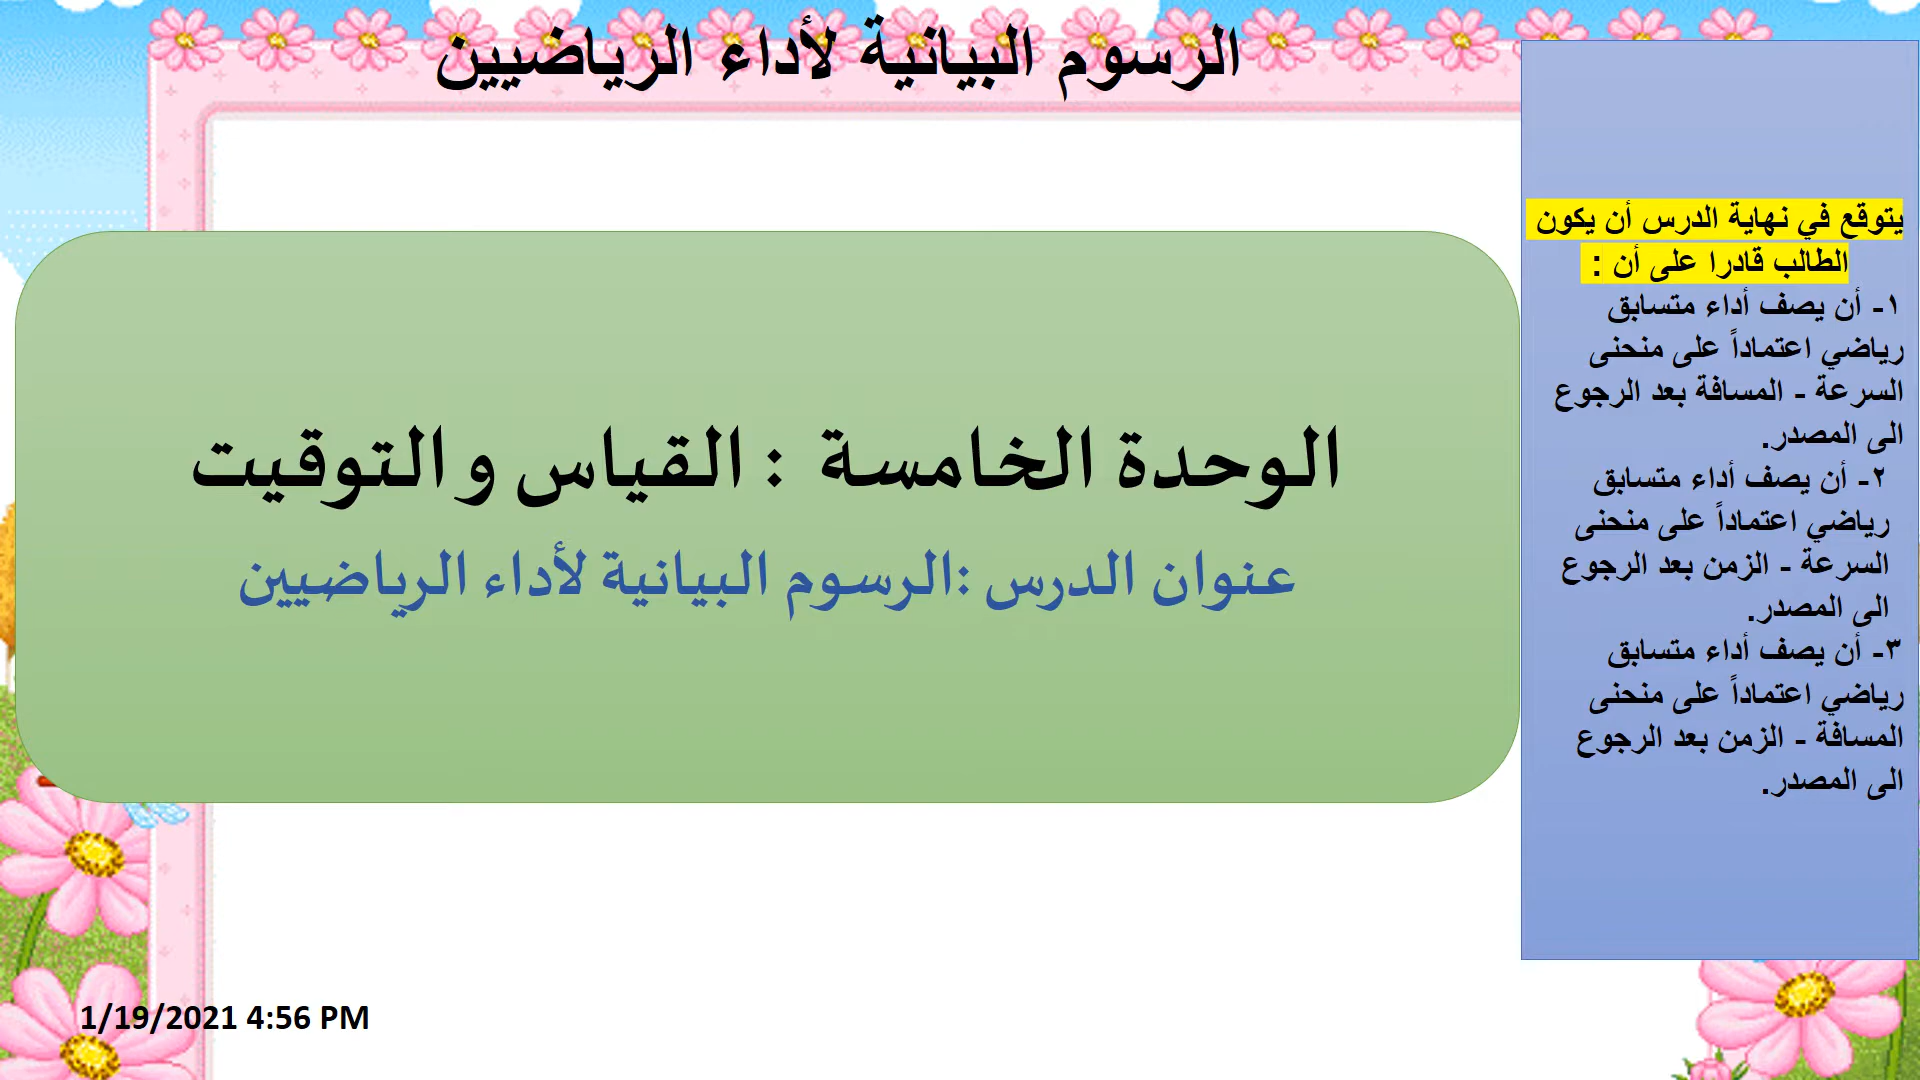 الرسوم البيانية لأداء الرياضيين
يتوقع في نهاية الدرس أن يكون
الطالب قادرا على أن :
١- أن يصف أداء متسابق
رياضي اعتماداً على منحنى
السرعة - المسافة بعد الرجوع
الى المصدر.
٢- أن يصف أداء متسابق
رياضي اعتماداً على منحنى
السرعة - الزمن بعد الرجوع
الى المصدر.
٣- أن يصف أداء متسابق
رياضي اعتماداً على منحنى
المسافة - الزمن بعد الرجوع
الى المصدر.
الوحدة الخامسة : القياس و التوقيت
عنوان الدرس :الرسوم البيانية لأداء الرياضيين
1/19/2021 4:56 PM